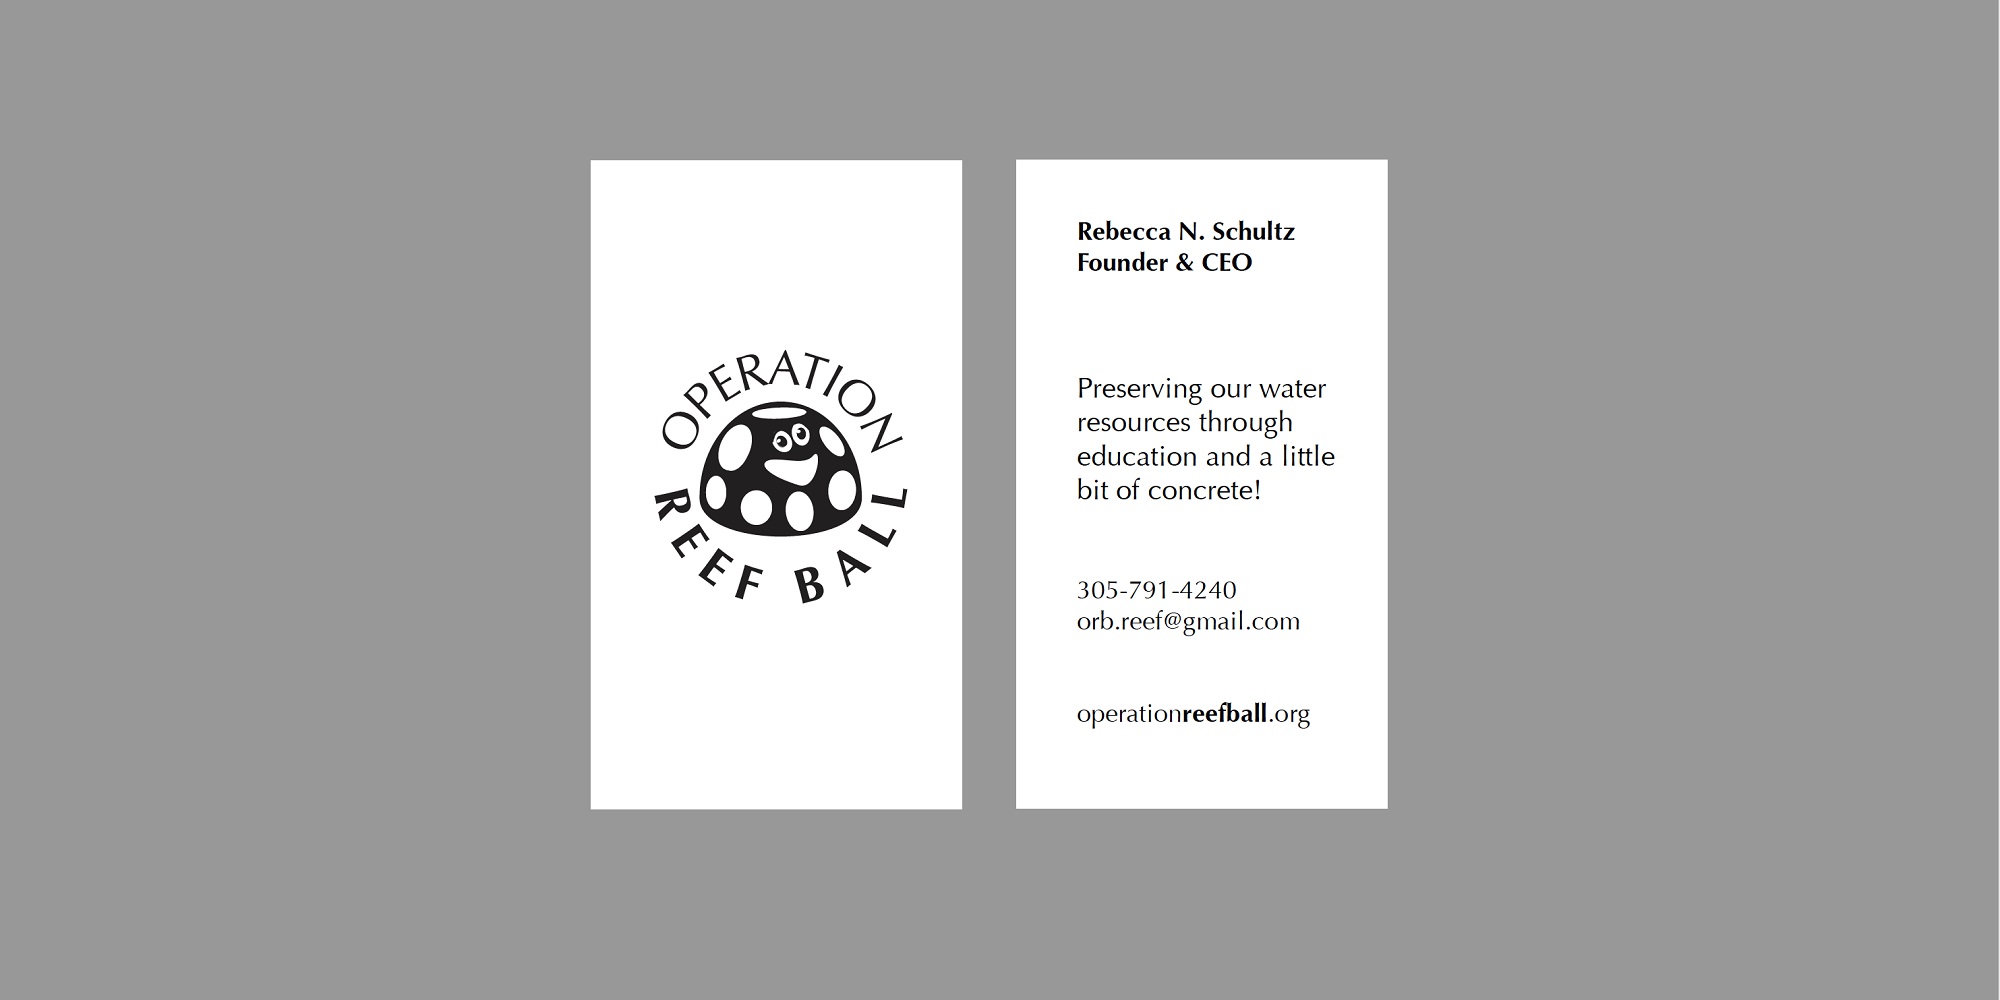 OPERATION
REEF BALL
Rebecca N. Schultz
Founder & CEO
Preserving our water
resources through
education and a little
bit of concrete!
305-791-4240
orb.reef@gmail.com
operationreefball.org